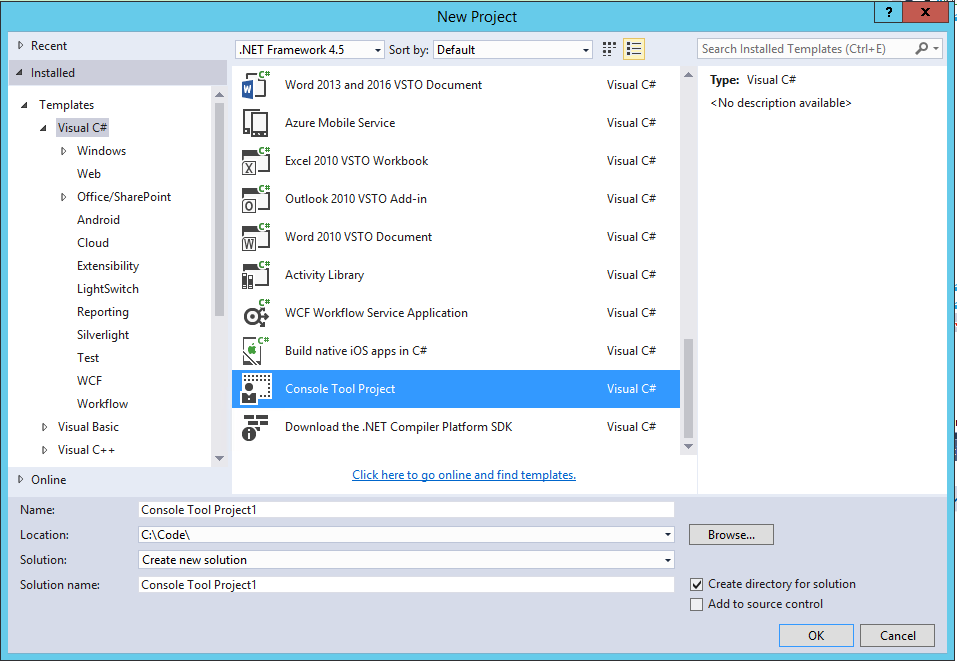 New Project
?
X
Recent
.NET Framework 4.5
Sort by:
Default
Search Installed Templates (Ctrl+E)
Installed
Templates
Visual C#
Windows
Web
Office/SharePoint
Android
Cloud
Extensibility
LightSwitch
Reporting
Silverlight
Test
WCF
Workflow
Visual Basic
Visual C++
Online
Word 2013 and 2016 VSTO Document Visual C#
Azure Mobile Service Visual C#
Excel 2010 VSTO Workbook Visual C#
Outlook 2010 VSTO Add-in Visual C#
Word 2010 VSTO Document Visual C#
Activity Library Visual C#
WCF Workflow Service Application Visual C#
Build native iOS apps in C# Visual C#
Console Tool Project Visual C#
Download the .NET Compiler Platform SDK Visual C#
Click here to go online and find templates.
Type: Visual C#
<No description available>
Name: Console Tool Project1
Location: C:\Code\
Browse...
Solution: Create new solution
Solution name: Console Tool Project1
Create directory for solution
Add to source control
OK
Cancel